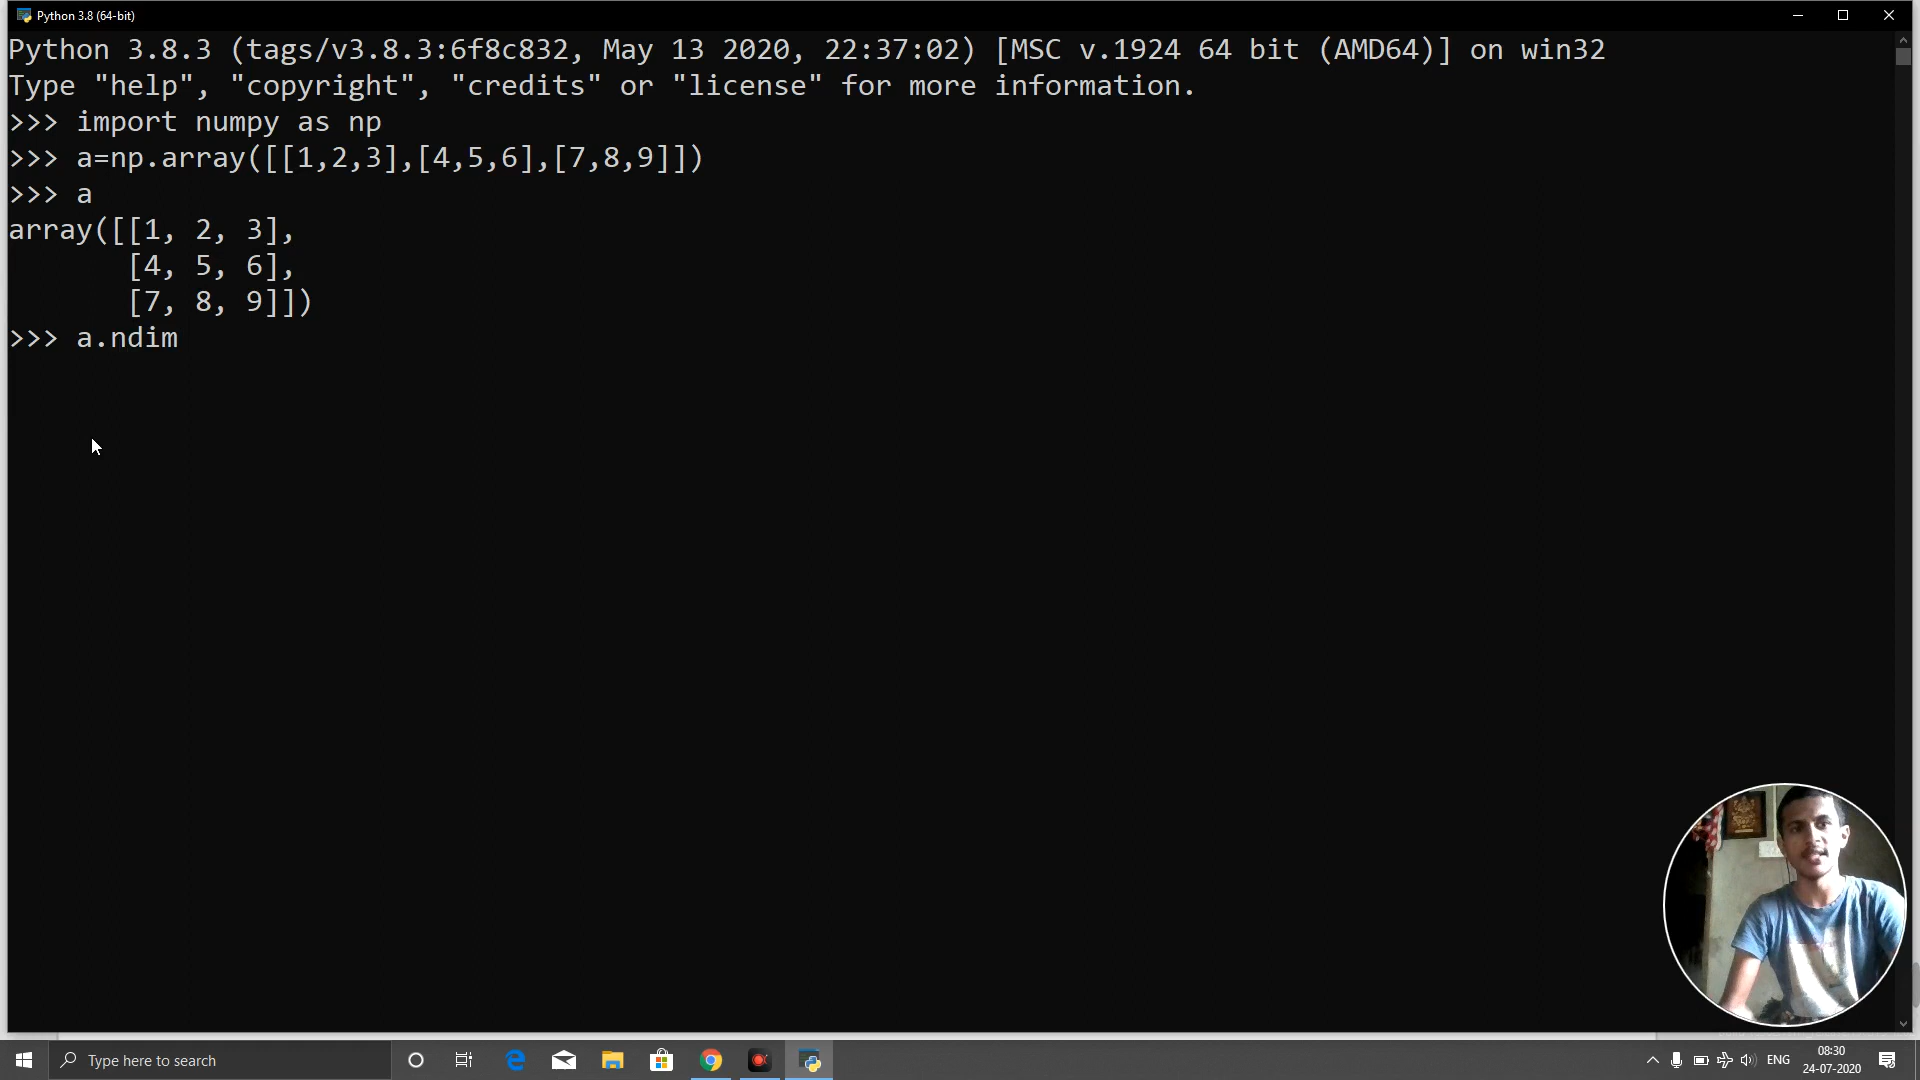 Python 3.8 (64-bit)
Python 3.8.3 (tags/v3.8.3:6f8c832, May 13 2020, 22:37:02) [MSC v.1924 64 bit (AMD64)] on win32
Type "help", "copyright", "credits" or "license" for more information.
>>> import numpy as np
>>> a=np.array([[1,2,3],[4,5,6],[7,8,9]])
>>> a
array([[1, 2, 3],
       [4, 5, 6],
       [7, 8, 9]])
>>> a.ndim
Type here to search
ENG
08:30
24-07-2020